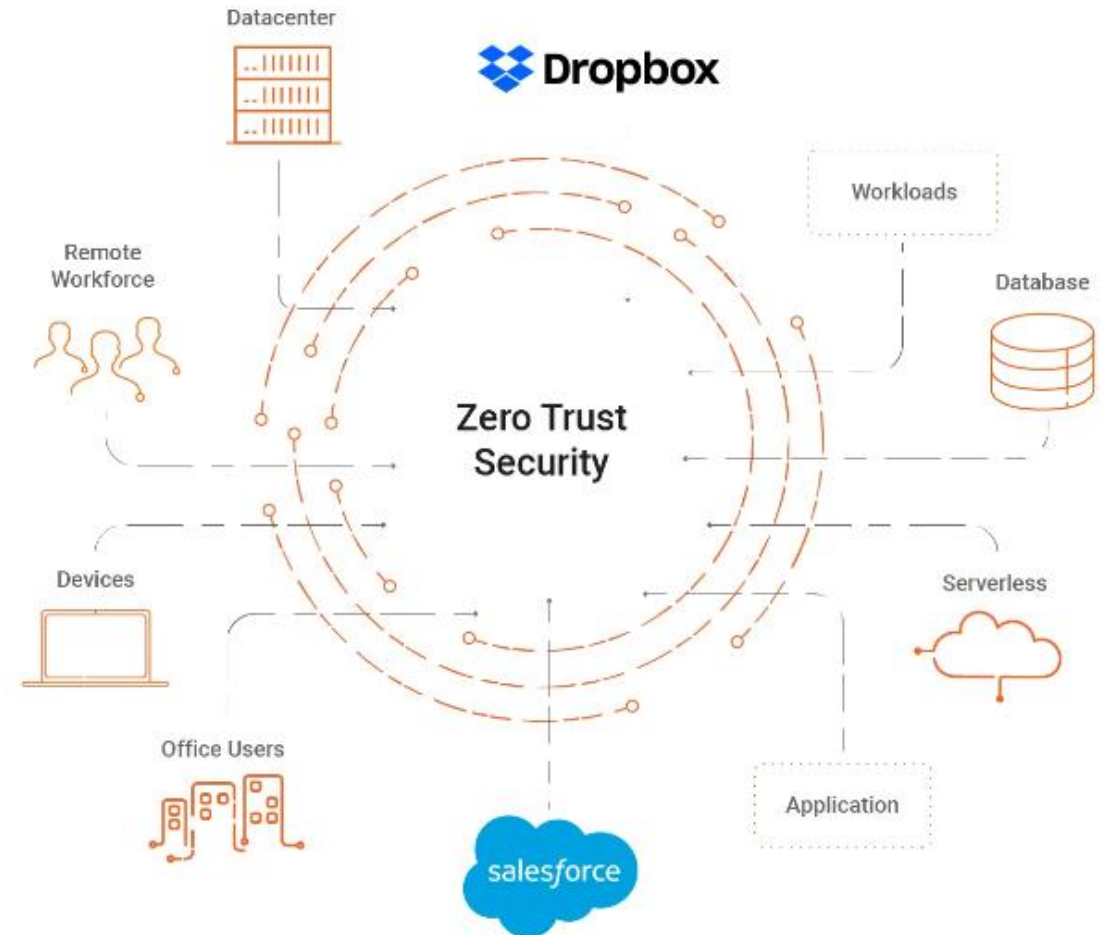 Datacenter
Dropbox
Workloads
Remote
Workforce
Database
Zero Trust
Security
Devices
Serverless
Office Users
Application
salesforce